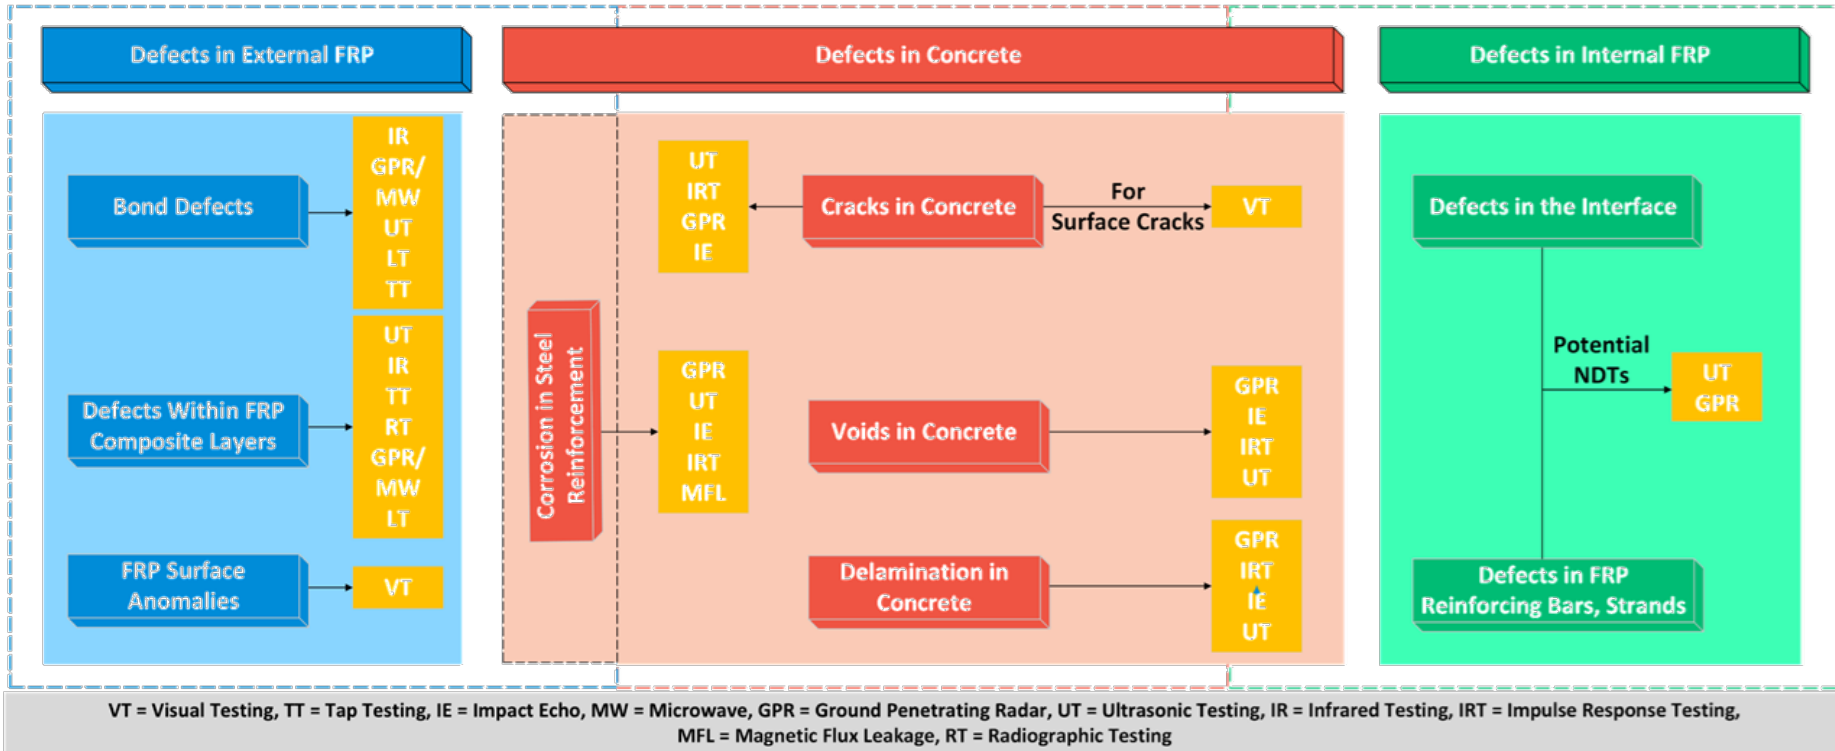 Defects in External FRP
Defects in Concrete
Defects in Internal FRP
Bond Defects
IR
GPR/
MW
UT
LT
TT
Defects Within FRP
Composite Layers
UT
IR
TT
RT
GPR/
MW
LT
FRP Surface
Anomalies
VT
Corrosion in Steel
Reinforcement
GPR
UT
IE
IRT
MFL
UT
IRT
GPR
IE
Cracks in Concrete
For
Surface Cracks
VT
Voids in Concrete
GPR
IE
IRT
UT
Delamination in
Concrete
GPR
IRT
IE
UT
Defects in the Interface
Potential
NDTs
UT
GPR
Defects in FRP
Reinforcing Bars, Strands
VT = Visual Testing, TT = Tap Testing, IE = Impact Echo, MW = Microwave, GPR = Ground Penetrating Radar, UT = Ultrasonic Testing, IR = Infrared Testing, IRT = Impulse Response Testing,
MFL = Magnetic Flux Leakage, RT = Radiographic Testing